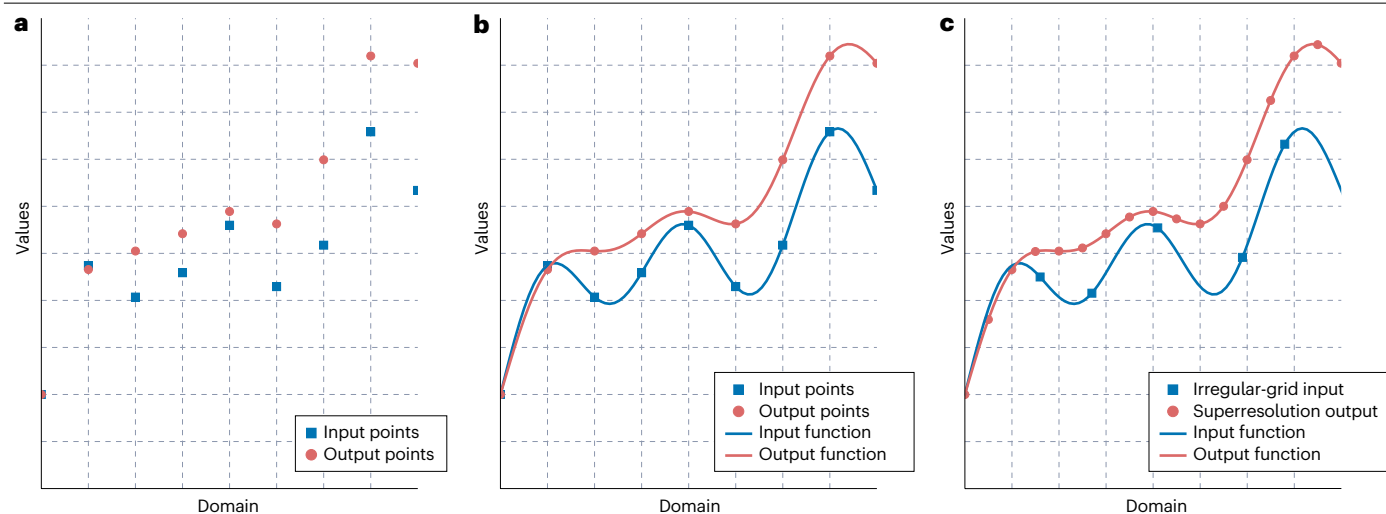 a
Values
Input points
Output points
Domain
b
Values
Input points
Output points
Input function
Output function
Domain
c
Values
Irregular-grid input
Superresolution output
Input function
Output function
Domain